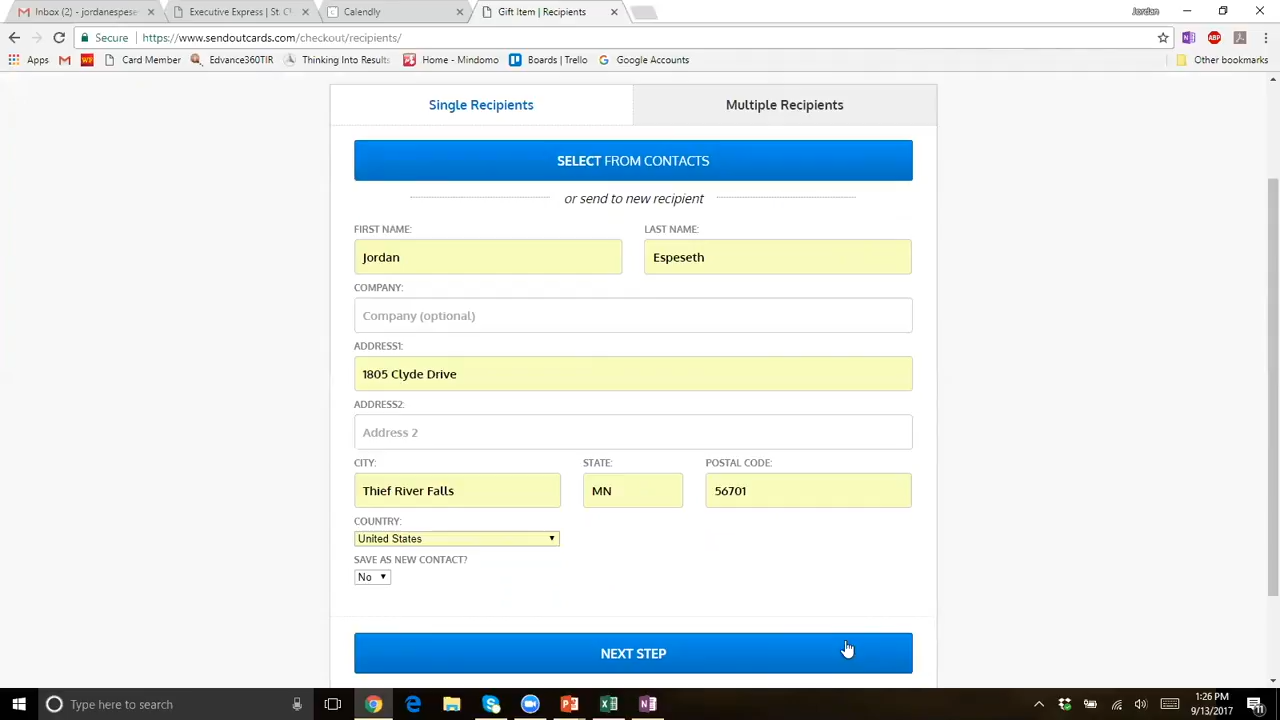 Inbox (2) - jordanespese
Executive Express | St. Cl
Calendly
Gift Item | Recipients
Jordan
Secure
https://www.sendoutcards.com/checkout/recipients/
Apps
Card Member
Edvance360TIR
Thinking Into Results
Home - Mindomo
Boards | Trello
Google Accounts
Other bookmarks
Single Recipients
Multiple Recipients
SELECT FROM CONTACTS
or send to new recipient
FIRST NAME:
LAST NAME:
Jordan
Espeseth
COMPANY:
Company (optional)
ADDRESS1:
1805 Clyde Drive
ADDRESS2:
Address 2
CITY:
STATE:
POSTAL CODE:
Thief River Falls
MN
56701
COUNTRY:
United States
SAVE AS NEW CONTACT?
No
NEXT STEP
Type here to search
1:26 PM
9/13/2017